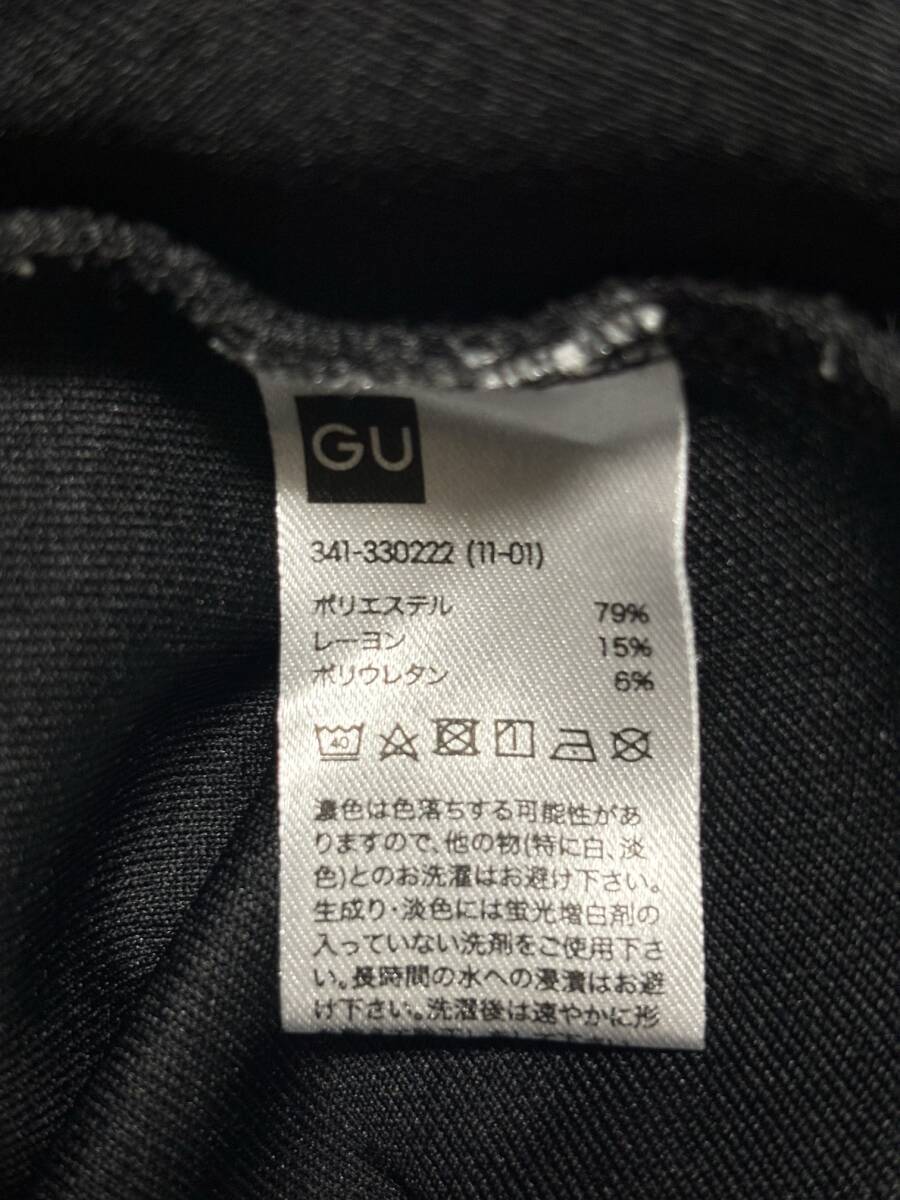 GU
341-330222 (11-01)
ポリエステル 79%
レーヨン 15%
ポリウレタン 6%
40
濃色は色落ちする可能性があ
りますので、他の物(特に白、淡
色)とのお洗濯はお避け下さい。
生成り・淡色には蛍光増白剤の
入っていない洗剤をご使用下さ
い。長時間の水への浸漬はお避
け下さい。洗濯後は速やかに形